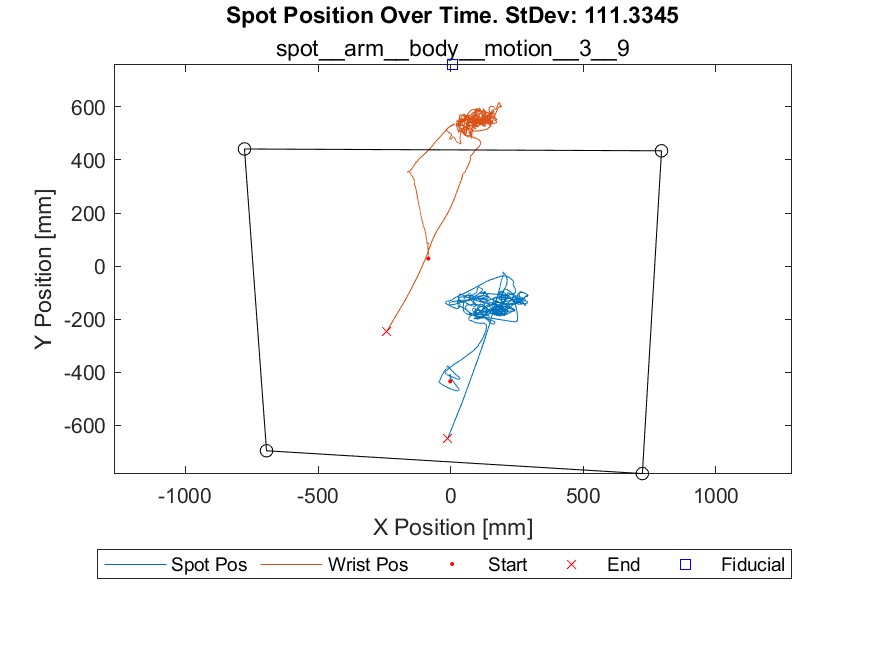 Spot Position Over Time. StDev: 111.3345
spot__arm__body__motion__3__9
600
400
200
0
-200
-400
-600
Y Position [mm]
-1000 -500 0 500 1000
X Position [mm]
Spot Pos Wrist Pos Start End Fiducial